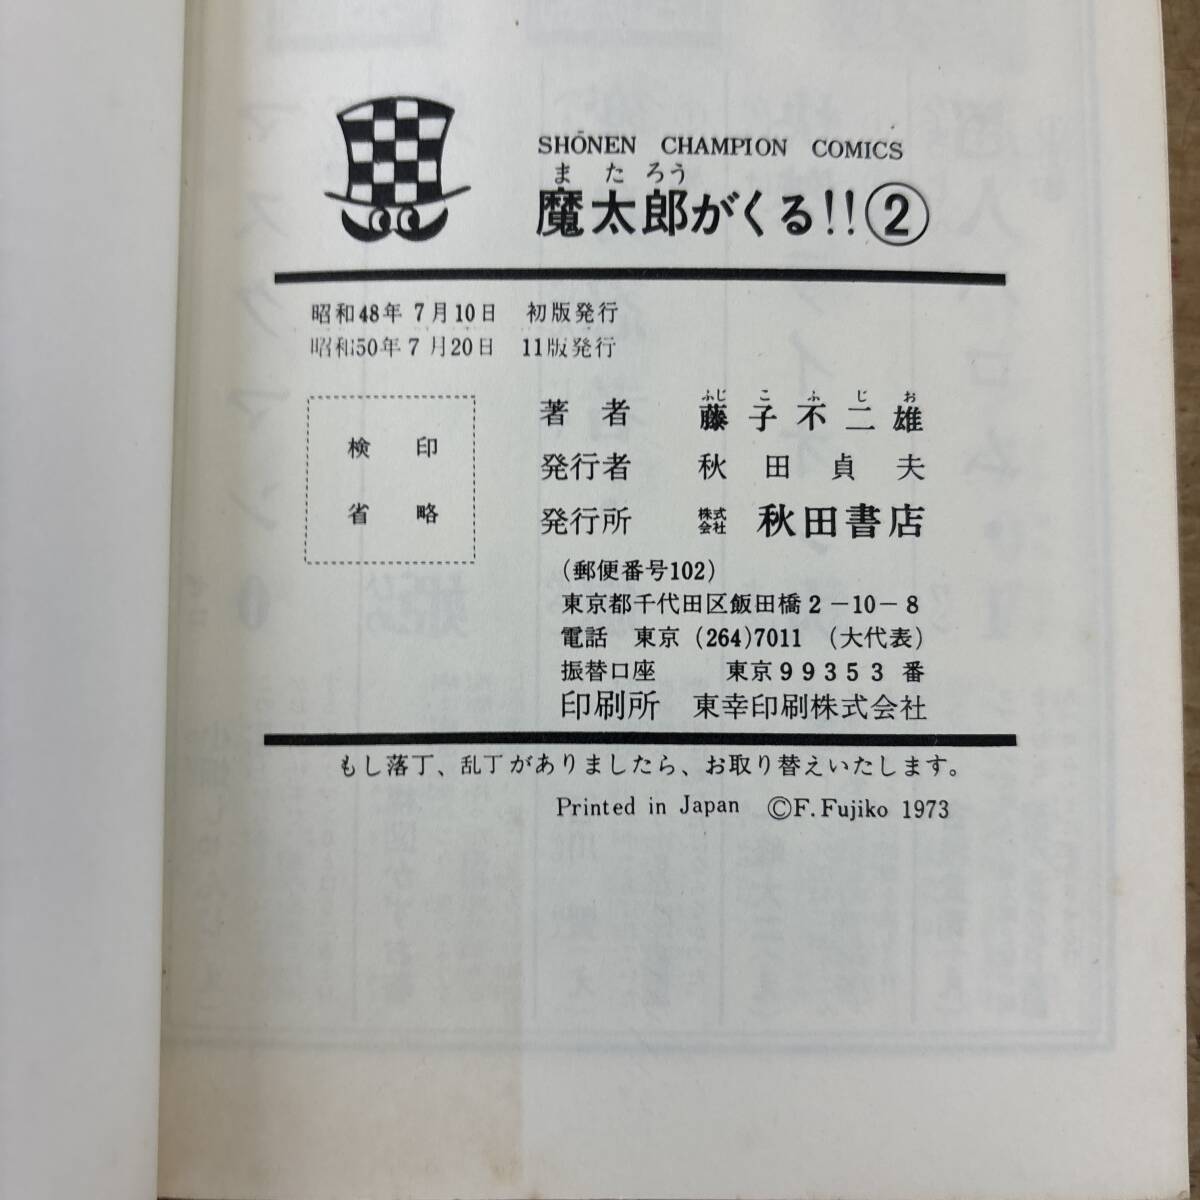 SHŌNEN CHAMPION COMICS
またろう
魔太郎がくる!!②
昭和48年7月10日 初版発行
昭和50年7月20日 11版発行
検印
省略
ふじこふじお
著者 藤子不二雄
発行者 秋田貞夫
発行所 株式会社 秋田書店
(郵便番号102)
東京都千代田区飯田橋2-10-8
電話 東京(264)7011 (大代表)
振替口座 東京99353番
印刷所 東幸印刷株式会社
もし落丁、乱丁がありましたら、お取り替えいたします。
Printed in Japan ©F.Fujiko 1973